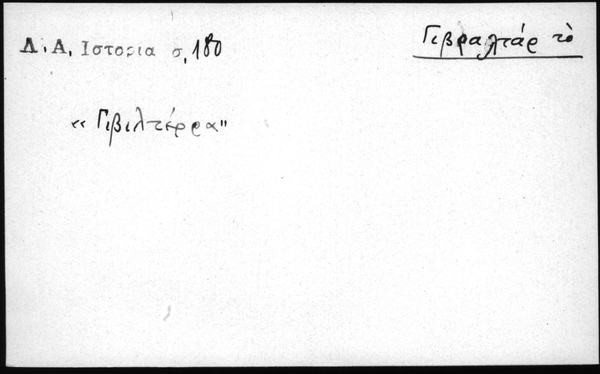 Λ. Α. Ιστορια σ. 180
Γιβραλτάρ τὸ
« Γιβιλτέρρα"